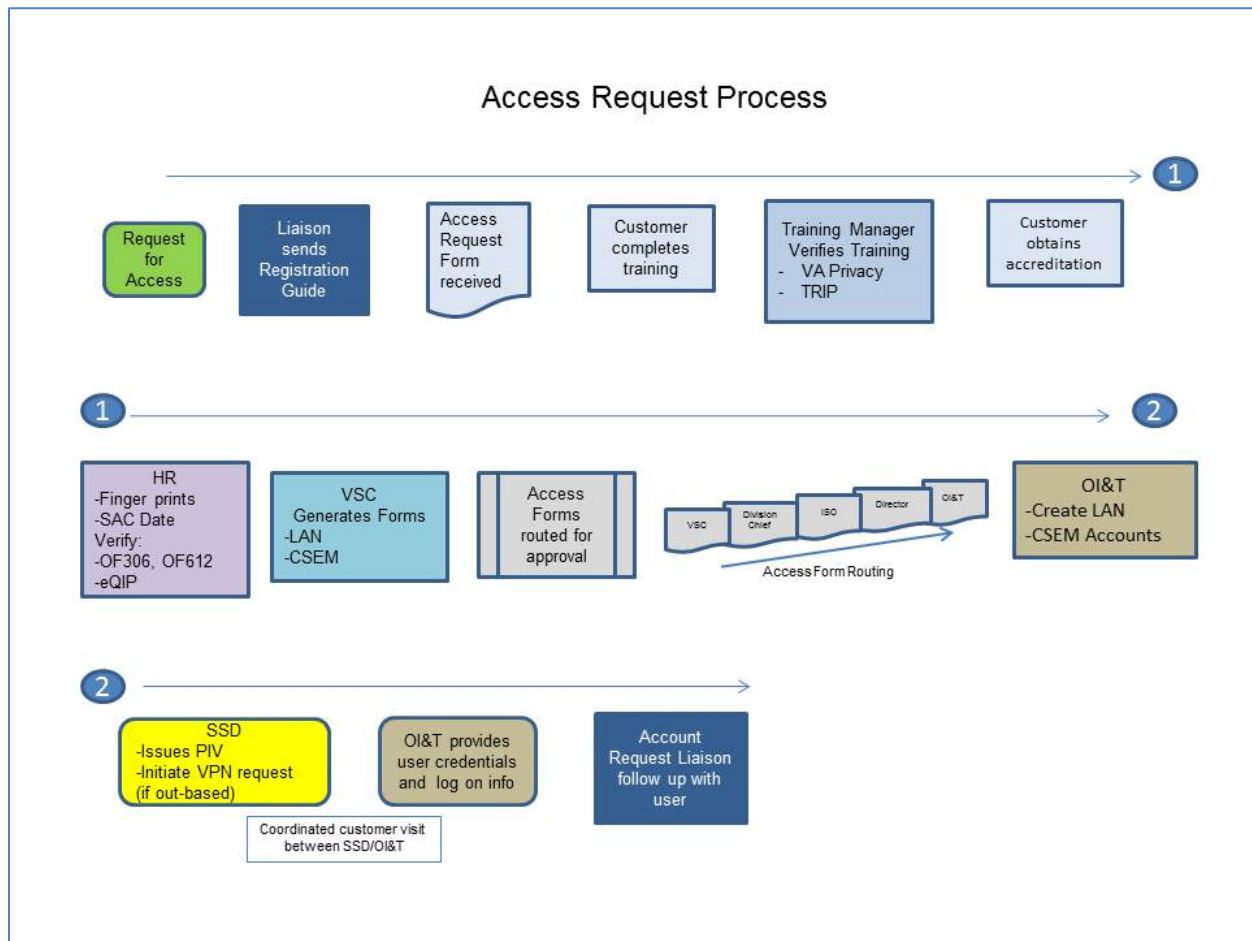 Access Request Process
1
Request
for
Access
Liaison
sends
Registration
Guide
Access
Request
Form
received
Customer
completes
training
Training Manager
Verifies Training
- VA Privacy
- TRIP
Customer
obtains
accreditation
1
2
HR
-Finger prints
-SAC Date
Verify:
-OF306, OF612
-eQIP
VSC
Generates Forms
-LAN
-CSEM
Access
Forms
routed for
approval
VSC
Division
Chief
ISO
Director
OI&T
Access Form Routing
OI&T
-Create LAN
-CSEM Accounts
2
SSD
-Issues PIV
-Initiate VPN request
(if out-based)
OI&T provides
user credentials
and log on info
Account
Request Liaison
follow up with
user
Coordinated customer visit
between SSD/OI&T